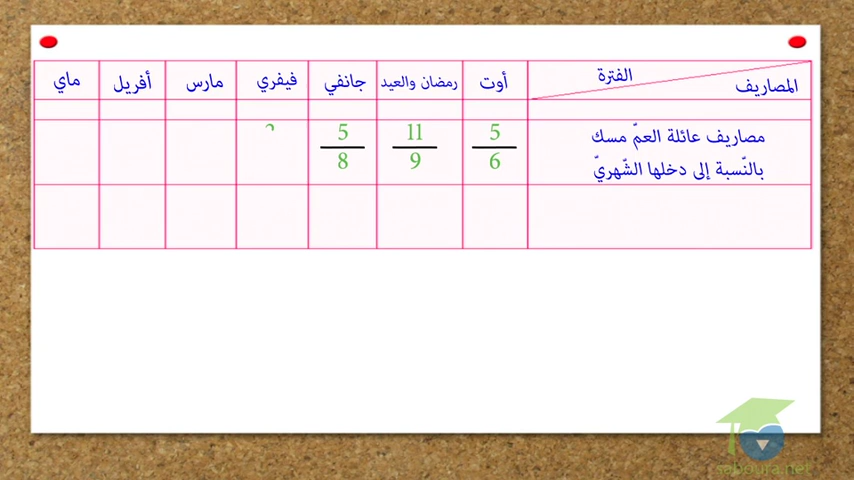 الفترة
المصاريف
أوت
رمضان والعيد
جانفي
فيفري
مارس
أفريل
ماي
مصاريف عائلة العمّ مسك
بالنّسبة إلى دخلها الشّهريّ
5
6
11
9
5
8
saboura.net